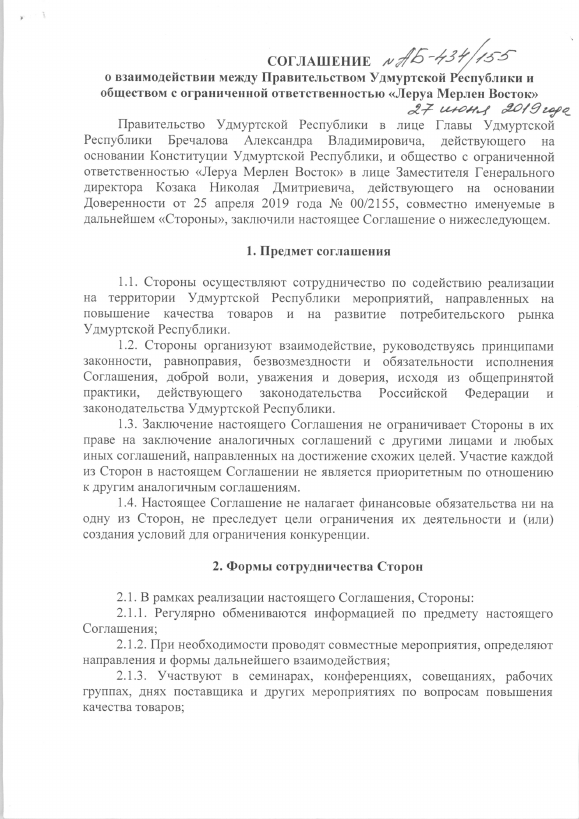 СОГЛАШЕНИЕ № АБ-434/155
о взаимодействии между Правительством Удмуртской Республики и
обществом с ограниченной ответственностью «Леруа Мерлен Восток»
27 июня 2019 года
Правительство Удмуртской Республики в лице Главы Удмуртской
Республики Бречалова Александра Владимировича, действующего на
основании Конституции Удмуртской Республики, и общество с ограниченной
ответственностью «Леруа Мерлен Восток» в лице Заместителя Генерального
директора Козака Николая Дмитриевича, действующего на основании
Доверенности от 25 апреля 2019 года № 00/2155, совместно именуемые в
дальнейшем «Стороны», заключили настоящее Соглашение о нижеследующем.
1. Предмет соглашения
1.1. Стороны осуществляют сотрудничество по содействию реализации
на территории Удмуртской Республики мероприятий, направленных на
повышение качества товаров и на развитие потребительского рынка
Удмуртской Республики.
1.2. Стороны организуют взаимодействие, руководствуясь принципами
законности, равноправия, безвозмездности и обязательности исполнения
Соглашения, доброй воли, уважения и доверия, исходя из общепринятой
практики, действующего законодательства Российской Федерации и
законодательства Удмуртской Республики.
1.3. Заключение настоящего Соглашения не ограничивает Стороны в их
праве на заключение аналогичных соглашений с другими лицами и любых
иных соглашений, направленных на достижение схожих целей. Участие каждой
из Сторон в настоящем Соглашении не является приоритетным по отношению
к другим аналогичным соглашениям.
1.4. Настоящее Соглашение не налагает финансовые обязательства ни на
одну из Сторон, не преследует цели ограничения их деятельности и (или)
создания условий для ограничения конкуренции.
2. Формы сотрудничества Сторон
2.1. В рамках реализации настоящего Соглашения, Стороны:
2.1.1. Регулярно обмениваются информацией по предмету настоящего
Соглашения;
2.1.2. При необходимости проводят совместные мероприятия, определяют
направления и формы дальнейшего взаимодействия;
2.1.3. Участвуют в семинарах, конференциях, совещаниях, рабочих
группах, днях поставщика и других мероприятиях по вопросам повышения
качества товаров;